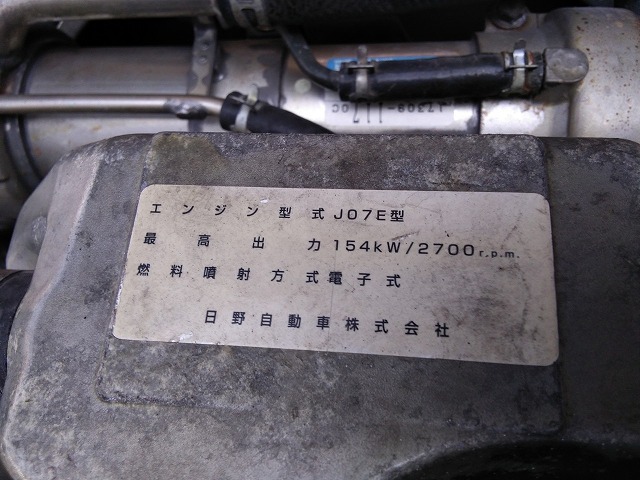 エンジン型式J07E型
最高出力154kW/2700r.p.m.
燃料噴射方式電子式
日野自動車株式会社